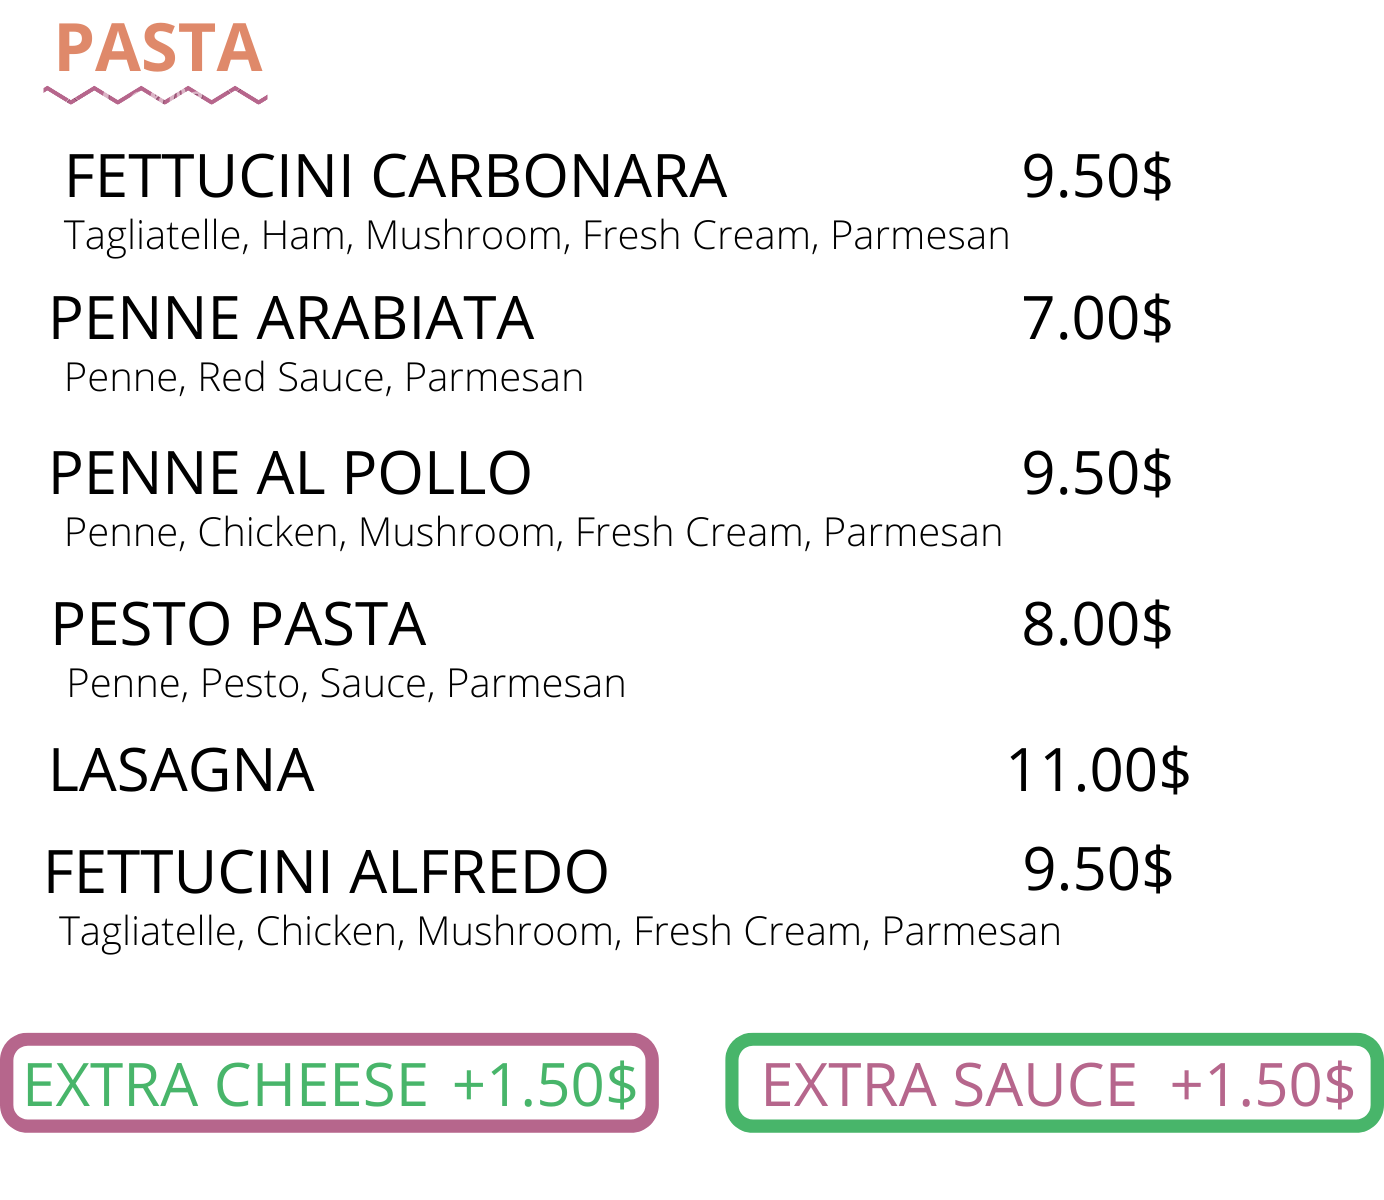 PASTA
FETTUCINI CARBONARA 9.50$
Tagliatelle, Ham, Mushroom, Fresh Cream, Parmesan
PENNE ARABIATA 7.00$
Penne, Red Sauce, Parmesan
PENNE AL POLLO 9.50$
Penne, Chicken, Mushroom, Fresh Cream, Parmesan
PESTO PASTA 8.00$
Penne, Pesto, Sauce, Parmesan
LASAGNA 11.00$
FETTUCINI ALFREDO 9.50$
Tagliatelle, Chicken, Mushroom, Fresh Cream, Parmesan
EXTRA CHEESE +1.50$
EXTRA SAUCE +1.50$